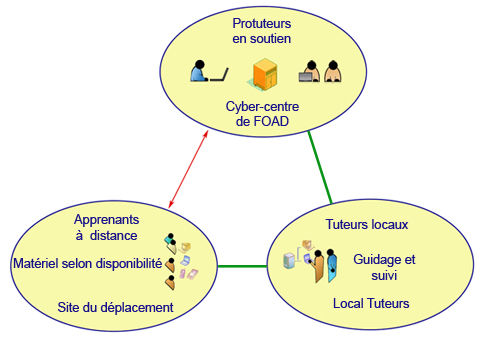 Protuteurs
en soutien
Cyber-centre
de FOAD
Apprenants
à distance
Matériel selon disponibilité
Site du déplacement
Tuteurs locaux
Guidage et
suivi
Local Tuteurs